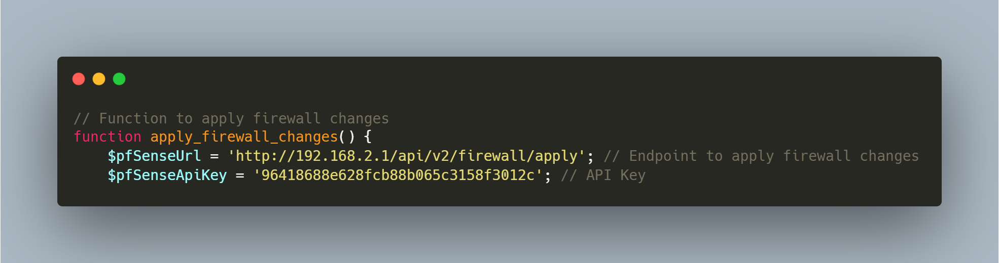 // Function to apply firewall changes
function apply_firewall_changes() {
    $pfSenseUrl = 'http://192.168.2.1/api/v2/firewall/apply'; // Endpoint to apply firewall changes
    $pfSenseApiKey = '96418688e628fcb88b065c3158f3012c'; // API Key